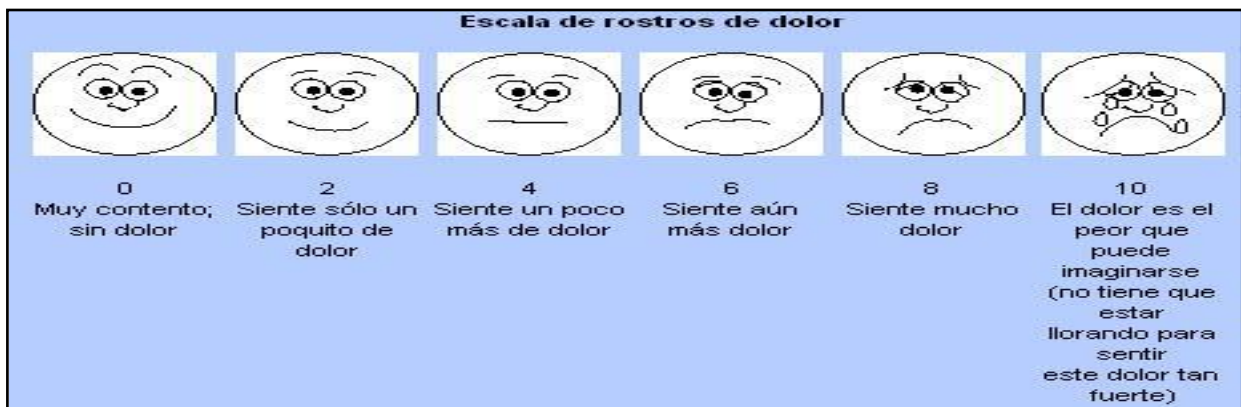 Escala de rostros de dolor
0
Muy contento;
sin dolor
2
Siente sólo un
poquito de
dolor
4
Siente un poco
más de dolor
6
Siente aún
más dolor
8
Siente mucho
dolor
10
El dolor es el
peor que
puede
imaginarse
(no tiene que
estar
llorando para
sentir
este dolor tan
fuerte)